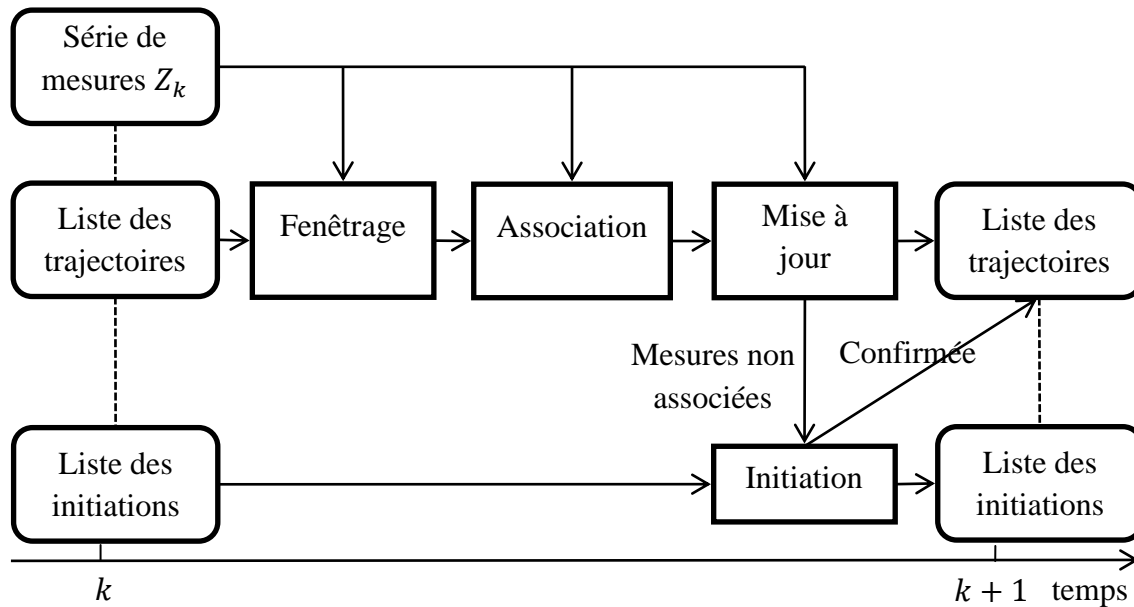 Série de
mesures Z_k
Liste des
trajectoires
Fenêtrage
Association
Mise à
jour
Liste des
trajectoires
Mesures non
associées
Confirmée
Liste des
initiations
Initiation
Liste des
initiations
k
k + 1
temps